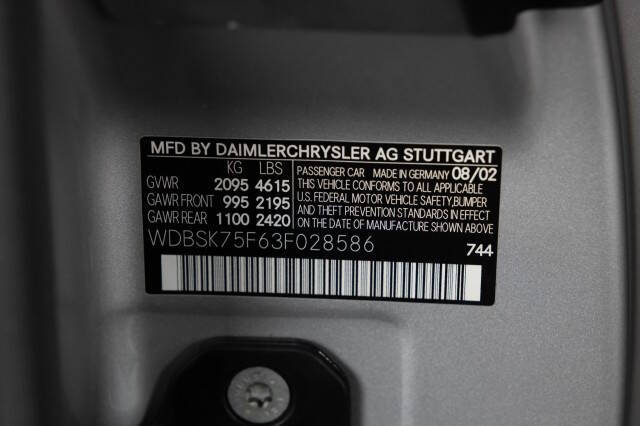 MFD BY DAIMLERCHRYSLER AG STUTTGART
KG LBS
GVWR 2095 4615
GAWR FRONT 995 2195
GAWR REAR 1100 2420
PASSENGER CAR MADE IN GERMANY 08/02
THIS VEHICLE CONFORMS TO ALL APPLICABLE
U.S. FEDERAL MOTOR VEHICLE SAFETY, BUMPER
AND THEFT PREVENTION STANDARDS IN EFFECT
ON THE DATE OF MANUFACTURE SHOWN ABOVE.
WDBSK75F63F028586 744